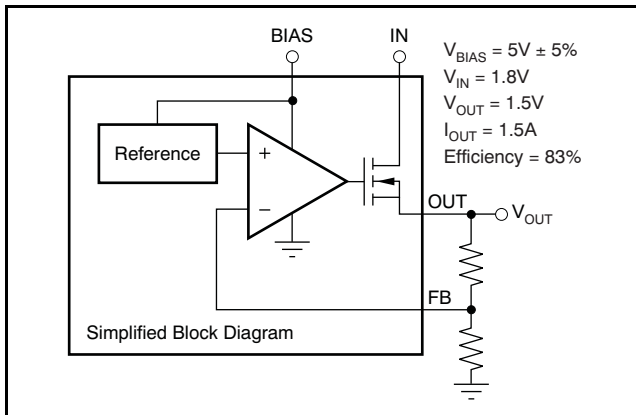 BIAS
IN
V_BIAS = 5V ± 5%
V_IN = 1.8V
V_OUT = 1.5V
I_OUT = 1.5A
Efficiency = 83%
Reference
+
−
OUT
V_OUT
FB
Simplified Block Diagram